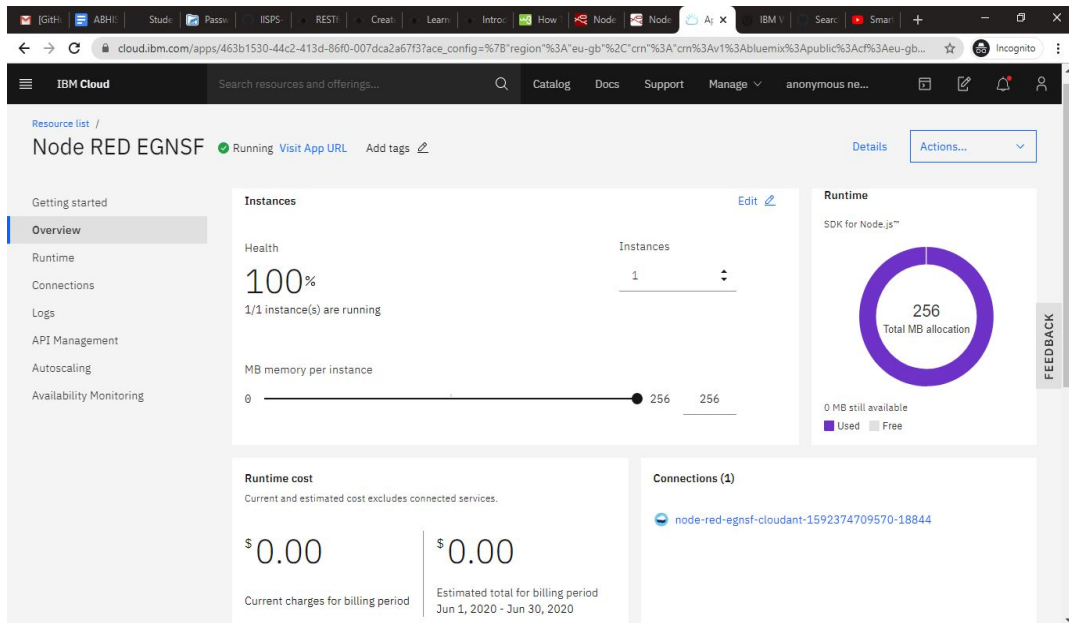 [GitHu
ABHIS
Stude
Passw
IISPS-
RESTf
Creat
Learn
Introc
How
Node
Node
Ap
IBM V
Searc
Smart
cloud.ibm.com/apps/463b1530-44c2-413d-86f0-007dca2a67f3?ace_config=%7B"region"%3A"eu-gb"%2C"crn"%3A"crn%3Av1%3Abluemix%3Apublic%3Acf%3Aeu-gb...
Incognito
IBM Cloud
Search resources and offerings...
Catalog
Docs
Support
Manage
anonymous ne...
Resource list /
Node RED EGNSF
Running Visit App URL Add tags
Details
Actions...
Getting started
Overview
Runtime
Connections
Logs
API Management
Autoscaling
Availability Monitoring
Instances
Edit
Health
100%
1/1 instance(s) are running
Instances
1
MB memory per instance
0
256
256
Runtime
SDK for Node.js™
256
Total MB allocation
0 MB still available
Used Free
FEEDBACK
Runtime cost
Current and estimated cost excludes connected services.
$0.00
Current charges for billing period
$0.00
Estimated total for billing period
Jun 1, 2020 - Jun 30, 2020
Connections (1)
node-red-egnsf-cloudant-1592374709570-18844